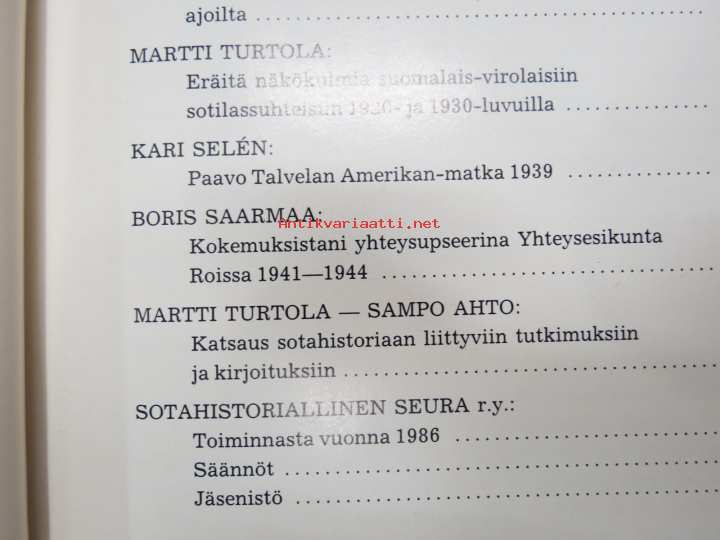 ajoilta ...............................................
MARTTI TURTOLA:
Eräitä näkökulmia suomalais-virolaisiin
sotilassuhteisiin 1920- ja 1930-luvuilla ...............
KARI SELÉN:
Paavo Talvelan Amerikan-matka 1939 ...............
BORIS SAARMAA:
Antikvariaatti.net
Kokemuksistani yhteysupseerina Yhteysesikunta
Roissa 1941—1944 ...................................
MARTTI TURTOLA — SAMPO AHTO:
Katsaus sotahistoriaan liittyviin tutkimuksiin
ja kirjoituksiin .......................................
SOTAHISTORIALLINEN SEURA r.y.:
Toiminnasta vuonna 1986 ...........................
Säännöt .............................................
Jäsenistö ............................................